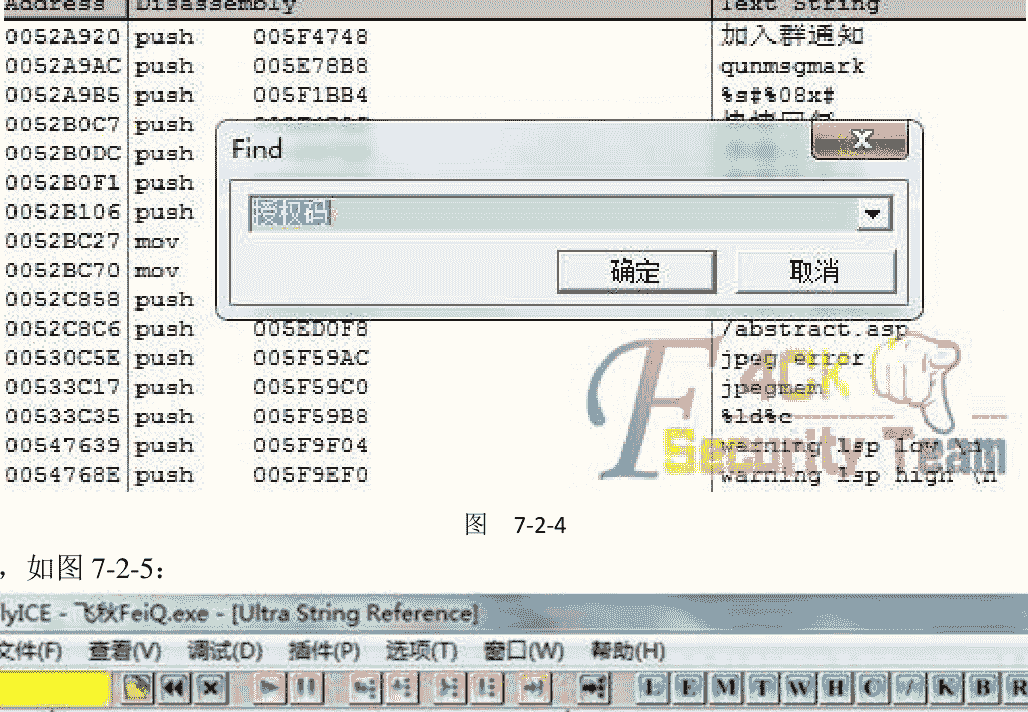 Address Disassembly Text String
0052A920 push 005F4748 加入群通知
0052A9AC push 005E78B8 qunmsgmark
0052A9B5 push 005F1BB4 %s#%08x#
0052B0C7 push
0052B0DC push
0052B0F1 push
0052B106 push
0052BC27 mov
0052BC70 mov
0052C858 push
0052C8C6 push 005ED0F8 /abstract.asp
00530C5E push 005F59AC jpeg error
00533C17 push 005F59C0 jpegmem
00533C35 push 005F59B8 %ld%c
00547639 push 005F9F04 warning lsp low
0054768E push 005F9EF0 warning lsp high \n
Find
授权码
确定 取消
F4CK
Security Team
图 7-2-4
，如图 7-2-5：
lyICE - 飞秋FeiQ.exe - [Ultra String Reference]
文件(F) 查看(V) 调试(D) 插件(P) 选项(T) 窗口(W) 帮助(H)
L E M T W H C / K B R